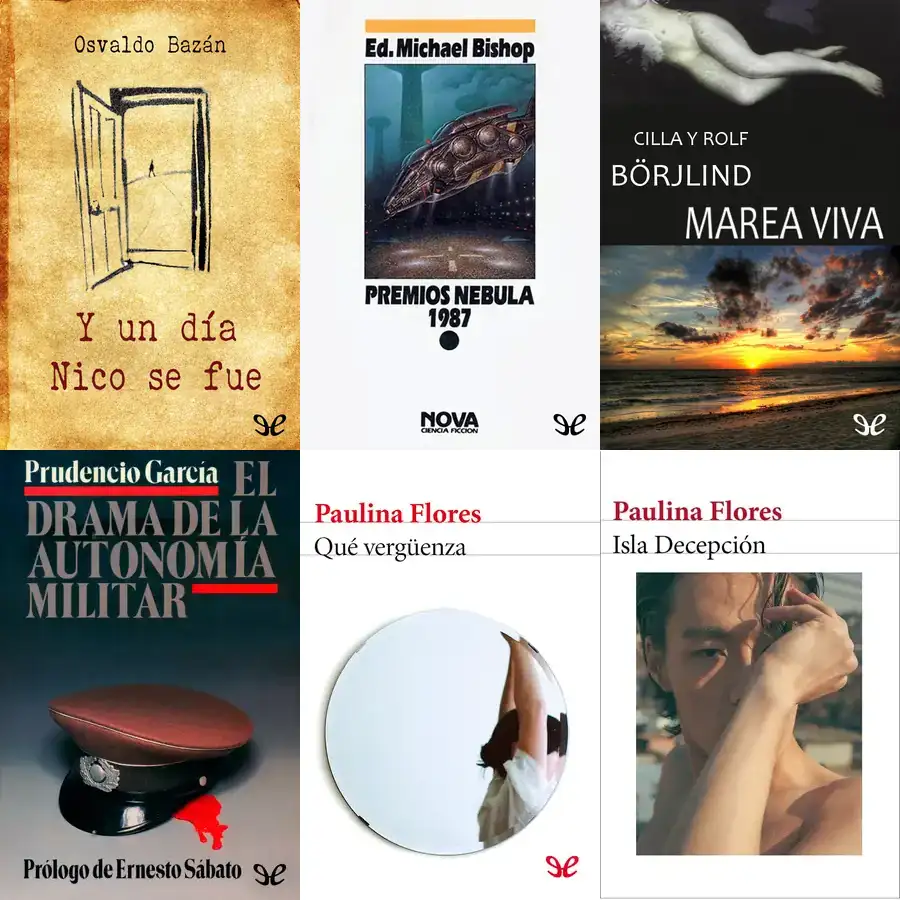 Osvaldo Bazán
Y un día
Nico se fue
Ed. Michael Bishop
PREMIOS NEBULA
1987
NOVA
CIENCIA FICCION
CILLA Y ROLF
BÖRJLIND
MAREA VIVA
Prudencio García
EL
DRAMA DE LA
AUTONOMÍA
MILITAR
Prólogo de Ernesto Sábato
Paulina Flores
Qué vergüenza
Paulina Flores
Isla Decepción